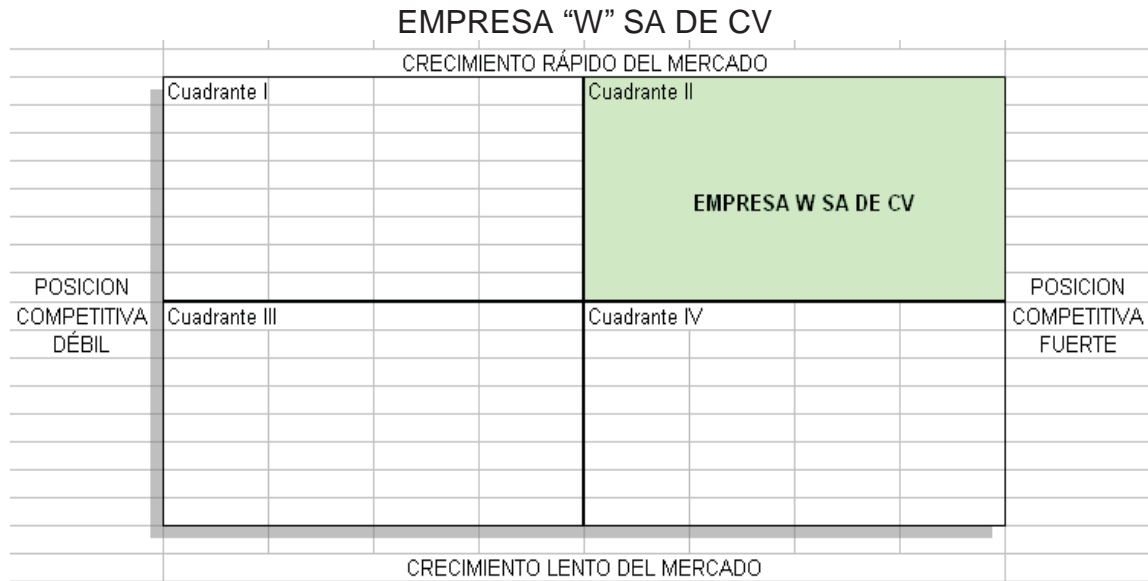 EMPRESA “W” SA DE CV
CRECIMIENTO RÁPIDO DEL MERCADO
Cuadrante I
Cuadrante II
EMPRESA W SA DE CV
POSICION
COMPETITIVA
DÉBIL
POSICION
COMPETITIVA
FUERTE
Cuadrante III
Cuadrante IV
CRECIMIENTO LENTO DEL MERCADO